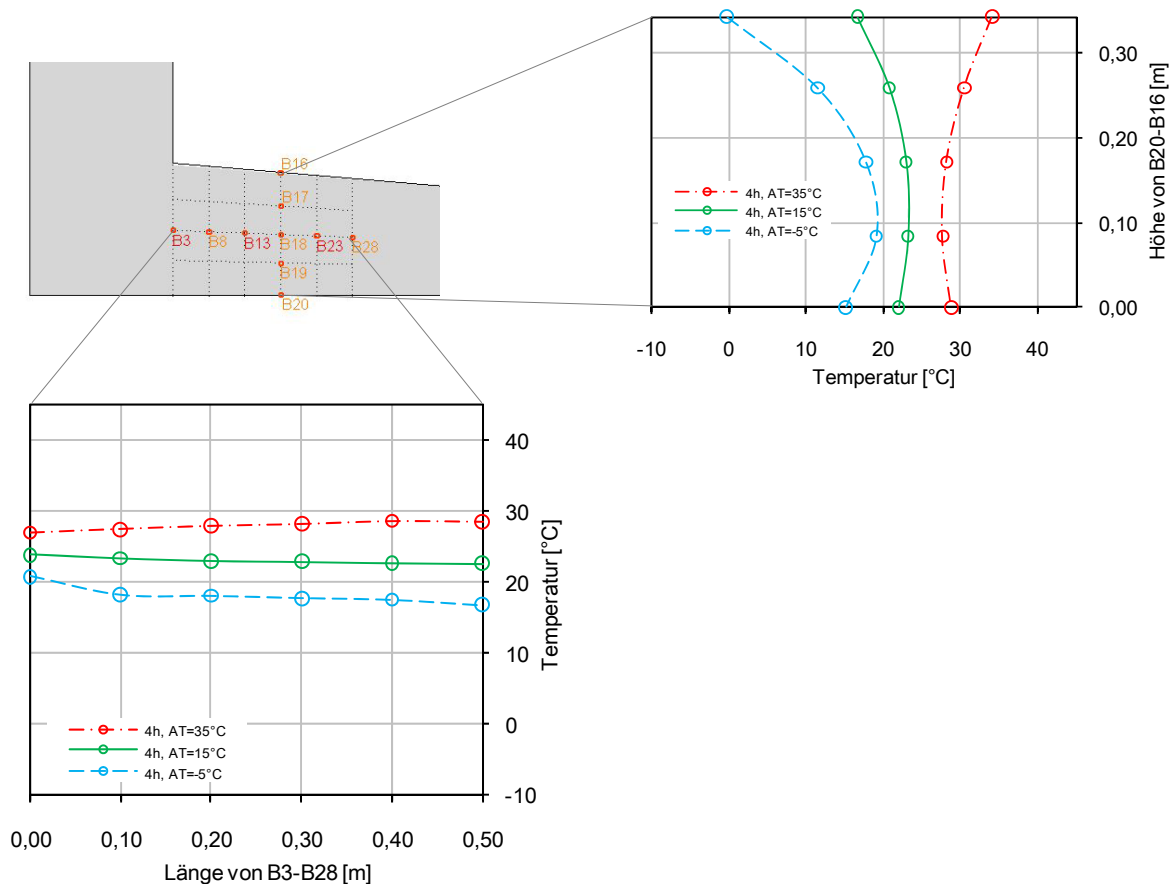 B16
B17
B3
B8
B13
B18
B23
B28
B19
B20
0,30
0,20
0,10
0,00
Höhe von B20-B16 [m]
4h, AT=35°C
4h, AT=15°C
4h, AT=-5°C
-10
0
10
20
30
40
Temperatur [°C]
40
30
20
10
0
-10
Temperatur [°C]
4h, AT=35°C
4h, AT=15°C
4h, AT=-5°C
0,00
0,10
0,20
0,30
0,40
0,50
Länge von B3-B28 [m]